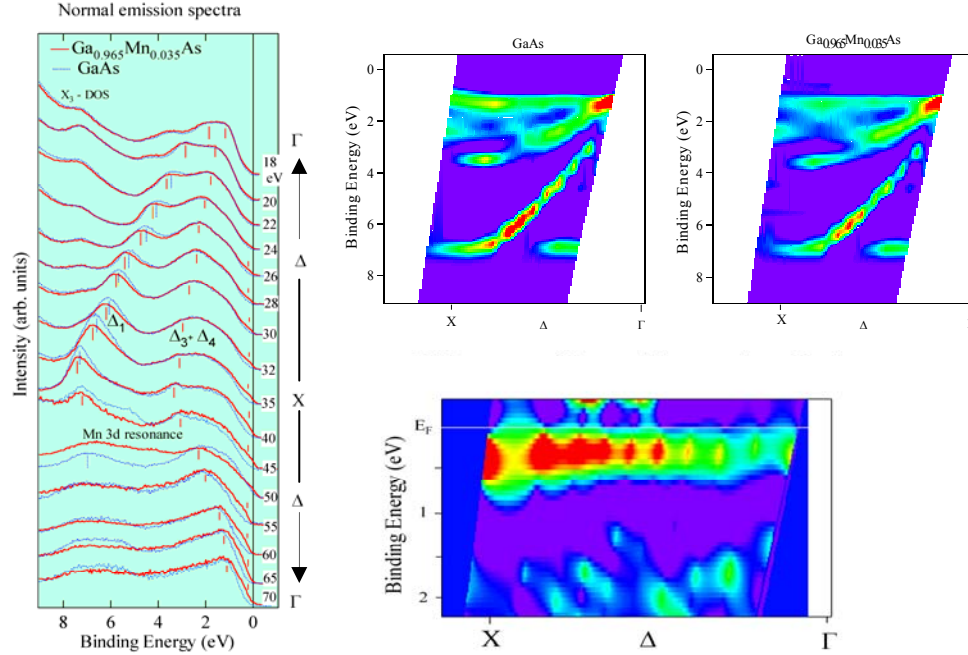 Normal emission spectra
Ga0.965Mn0.035As
GaAs
X3 - DOS
Γ
18
eV
20
22
24
Δ
26
28
30
Δ1
Δ3+ Δ4
32
35
X
40
Mn 3d resonance
45
50
Δ
55
60
65
70
Γ
Intensity (arb. units)
8 6 4 2 0
Binding Energy (eV)
GaAs
0
2
4
6
8
Binding Energy (eV)
X Δ Γ
Ga0.965Mn0.035As
0
2
4
6
8
Binding Energy (eV)
X Δ
EF
1
2
Binding Energy (eV)
X Δ Γ